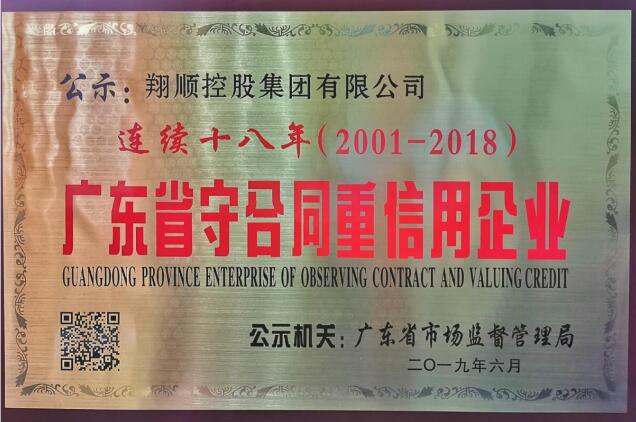 公示：翔顺控股集团有限公司
连续十八年(2001-2018)
广东省守合同重信用企业
GUANGDONG PROVINCE ENTERPRISE OF OBSERVING CONTRACT AND VALUING CREDIT
公示机关：广东省市场监督管理局
二〇一九年六月